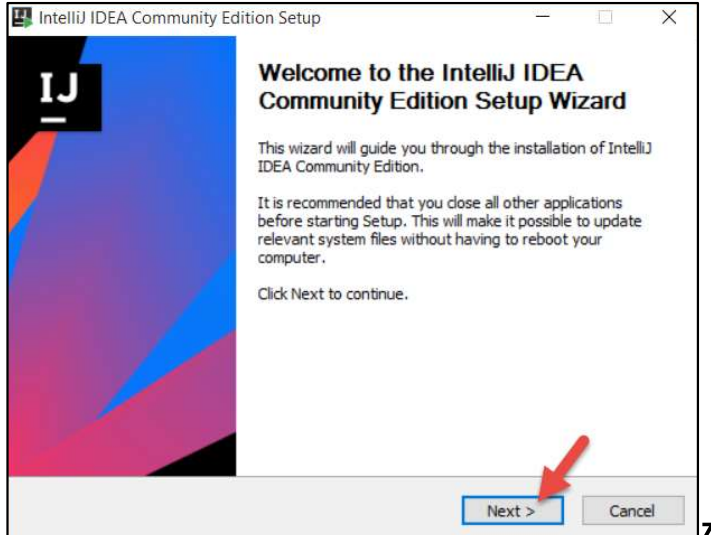 IntelliJ IDEA Community Edition Setup
IJ
Welcome to the IntelliJ IDEA
Community Edition Setup Wizard
This wizard will guide you through the installation of IntelliJ
IDEA Community Edition.
It is recommended that you close all other applications
before starting Setup. This will make it possible to update
relevant system files without having to reboot your
computer.
Click Next to continue.
Next >
Cancel